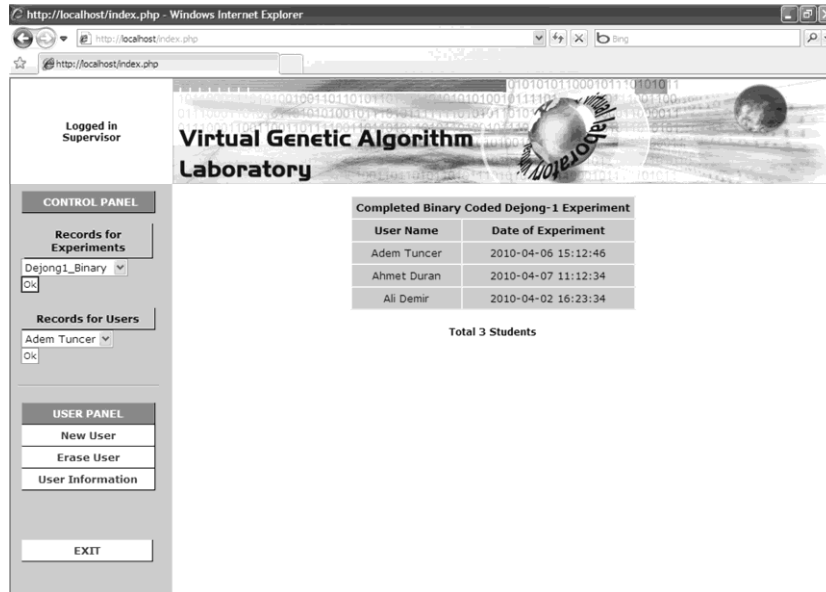 http://localhost/index.php - Windows Internet Explorer
http://localhost/index.php
Bing
http://localhost/index.php
Logged in
Supervisor
Virtual Genetic Algorithm
Laboratory
CONTROL PANEL
Records for
Experiments
Dejong1_Binary
Ok
Records for Users
Adem Tuncer
Ok
USER PANEL
New User
Erase User
User Information
EXIT
Completed Binary Coded Dejong-1 Experiment
User Name Date of Experiment
Adem Tuncer 2010-04-06 15:12:46
Ahmet Duran 2010-04-07 11:12:34
Ali Demir 2010-04-02 16:23:34
Total 3 Students